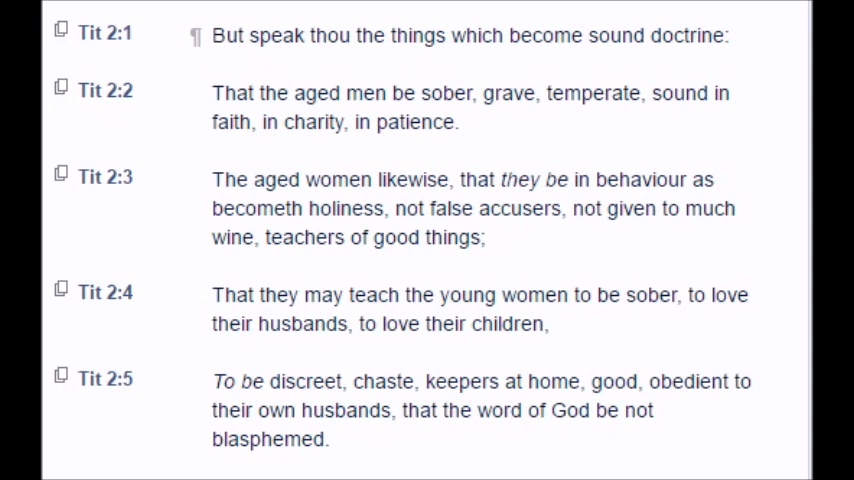 Tit 2:1 ¶ But speak thou the things which become sound doctrine:
Tit 2:2 That the aged men be sober, grave, temperate, sound in
faith, in charity, in patience.
Tit 2:3 The aged women likewise, that they be in behaviour as
becometh holiness, not false accusers, not given to much
wine, teachers of good things;
Tit 2:4 That they may teach the young women to be sober, to love
their husbands, to love their children,
Tit 2:5 To be discreet, chaste, keepers at home, good, obedient to
their own husbands, that the word of God be not
blasphemed.